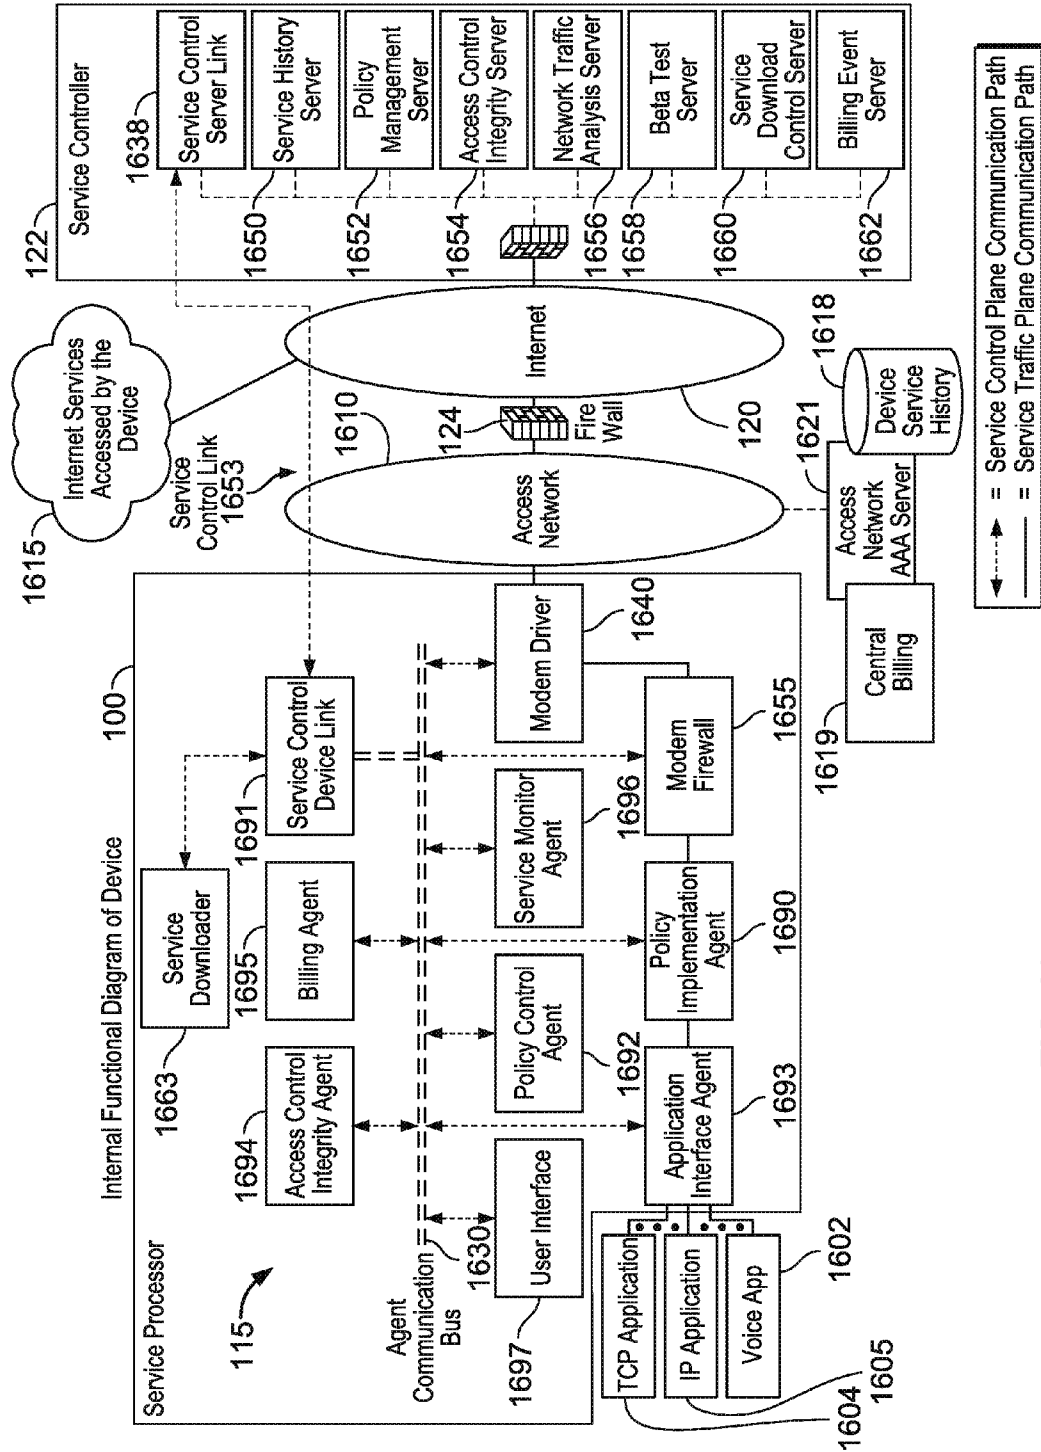 Internal Functional Diagram of Device
100
Service Processor
115
1663
Service
Downloader
1694
Access Control
Integrity Agent
1695
Billing Agent
1691
Service Control
Device Link
Agent
Communication
Bus
1630
User Interface
1697
Policy Control
Agent
1692
Service Monitor
Agent
1696
Modem Driver
1640
Application
Interface Agent
1693
Policy
Implementation
Agent
1690
Modem
Firewall
1655
TCP Application
1604
IP Application
1605
Voice App
1602
1615
Internet Services
Accessed by the
Device
Service
Control Link
1653
1610
Access
Network
124
Fire
Wall
Internet
120
Central
Billing
1619
Access
Network
AAA Server
1621
Device
Service
History
1618
122
Service Controller
1638
Service Control
Server Link
1650
Service History
Server
1652
Policy
Management
Server
1654
Access Control
Integrity Server
1656
Network Traffic
Analysis Server
1658
Beta Test
Server
1660
Service
Download
Control Server
1662
Billing Event
Server
= Service Control Plane Communication Path
= Service Traffic Plane Communication Path